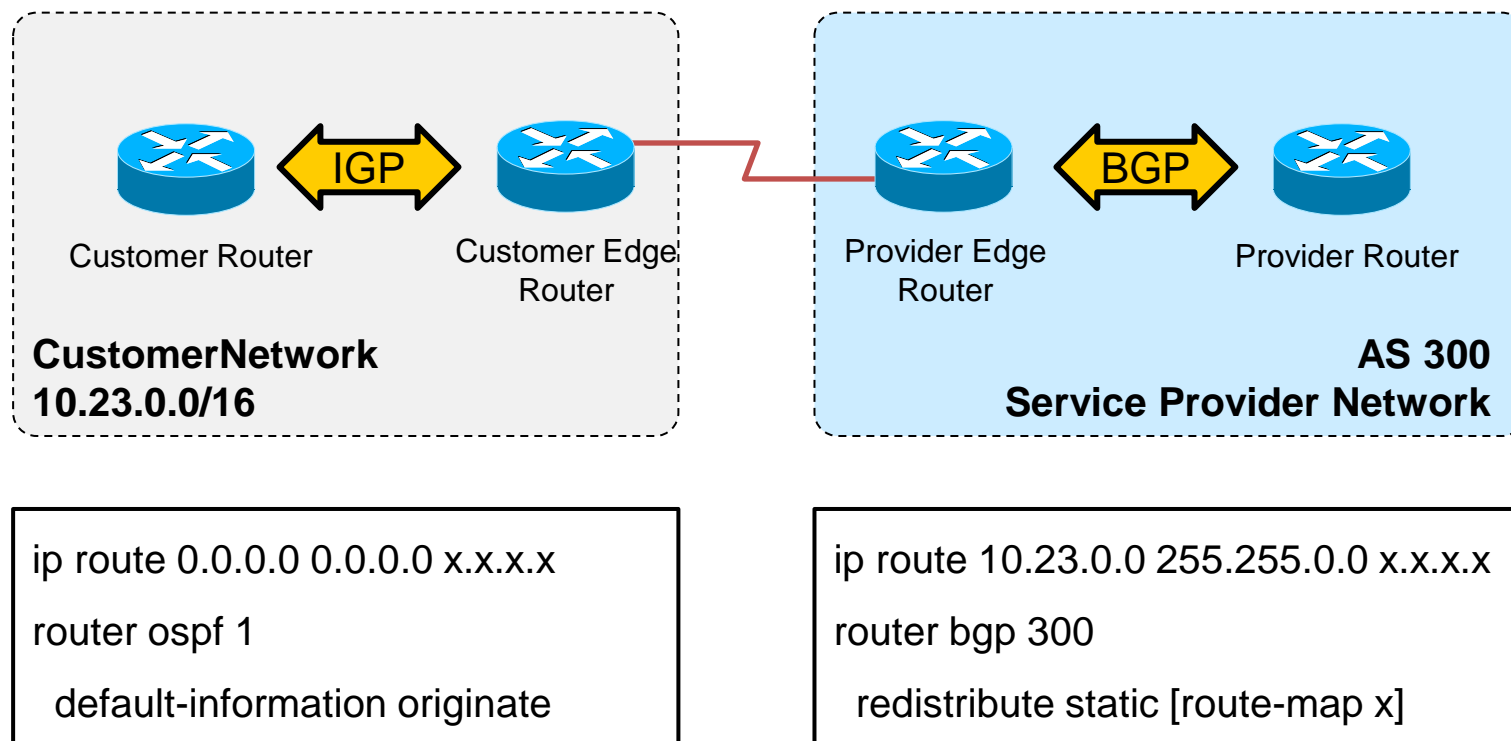 IGP
BGP
Customer Router
Customer Edge
Router
Provider Edge
Router
Provider Router
CustomerNetwork
10.23.0.0/16
AS 300
Service Provider Network
ip route 0.0.0.0 0.0.0.0 x.x.x.x
router ospf 1
default-information originate
ip route 10.23.0.0 255.255.0.0 x.x.x.x
router bgp 300
redistribute static [route-map x]